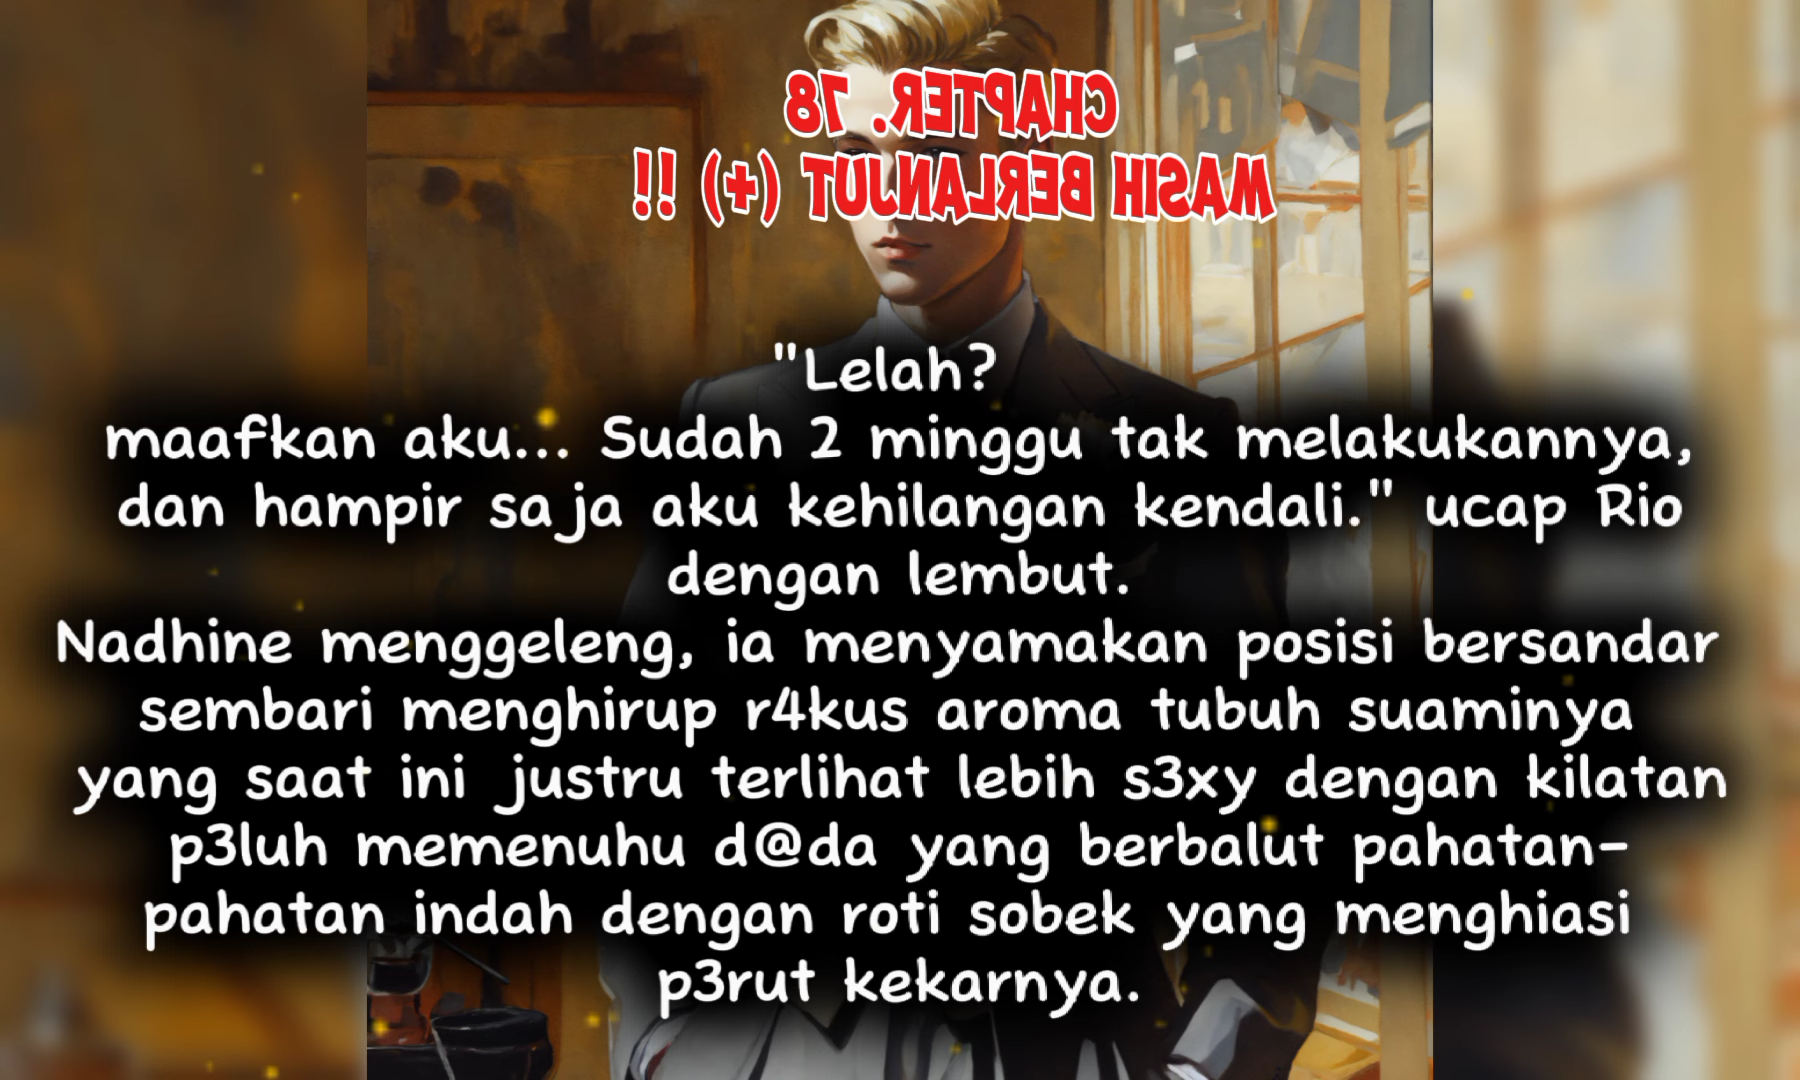 CHAPTER. 78
MASIH BERLANJUT (+) !!
"Lelah?
maafkan aku... Sudah 2 minggu tak melakukannya,
dan hampir saja aku kehilangan kendali." ucap Rio
dengan lembut.
Nadhine menggeleng, ia menyamakan posisi bersandar
sembari menghirup r4kus aroma tubuh suaminya
yang saat ini justru terlihat lebih s3xy dengan kilatan
p3luh memenuhu d@da yang berbalut pahatan-
pahatan indah dengan roti sobek yang menghiasi
p3rut kekarnya.